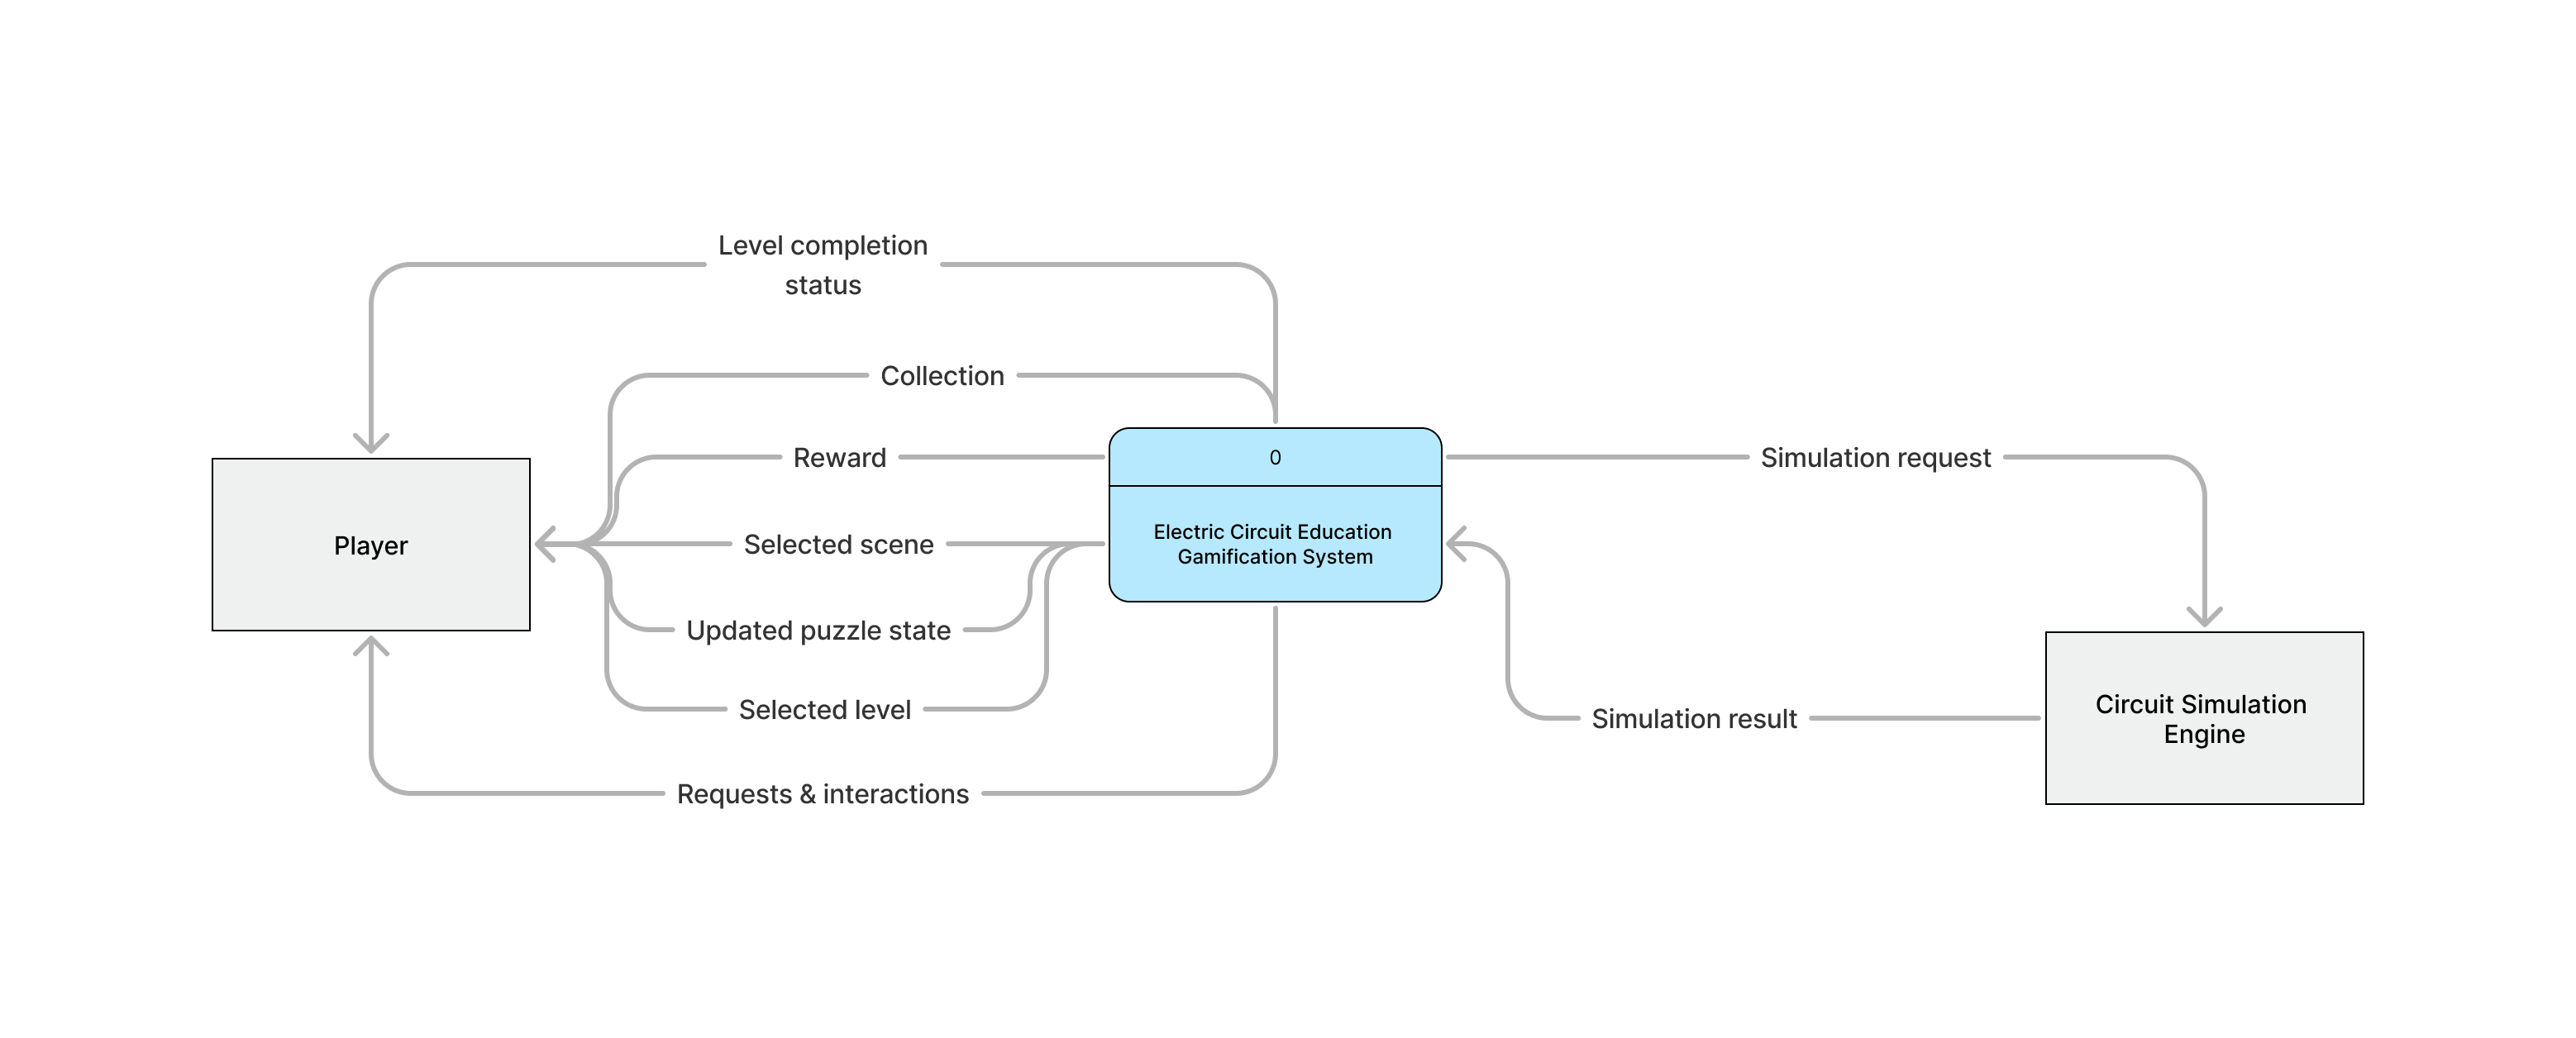 Level completion
status
Collection
Reward
Selected scene
Updated puzzle state
Selected level
Requests & interactions
Player
0
Electric Circuit Education
Gamification System
Simulation request
Simulation result
Circuit Simulation
Engine